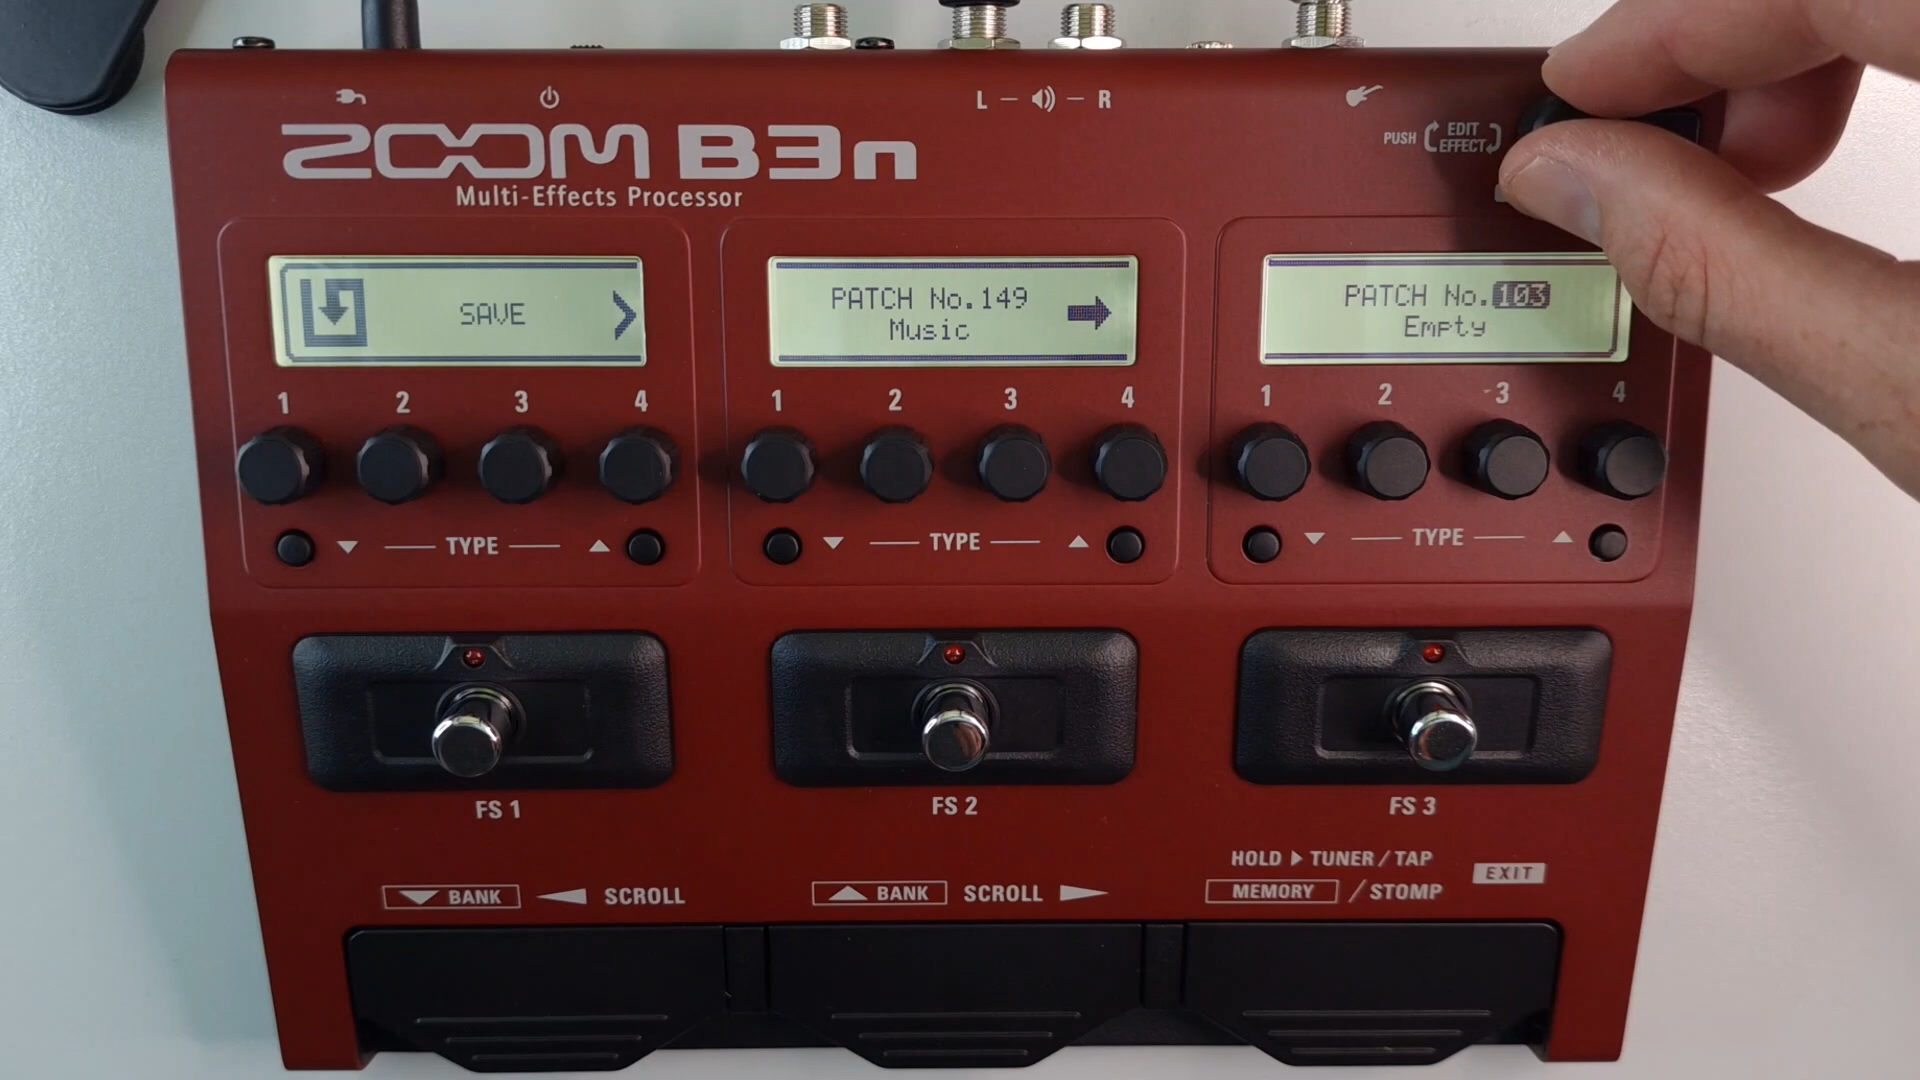 L R
PUSH EDIT EFFECT
ZOOM B3n
Multi-Effects Processor
SAVE
PATCH No.149
Music
PATCH No.103
Empty
1 2 3 4
1 2 3 4
1 2 3 4
TYPE
TYPE
TYPE
FS 1
FS 2
FS 3
BANK SCROLL
BANK SCROLL
HOLD TUNER / TAP
MEMORY / STOMP
EXIT